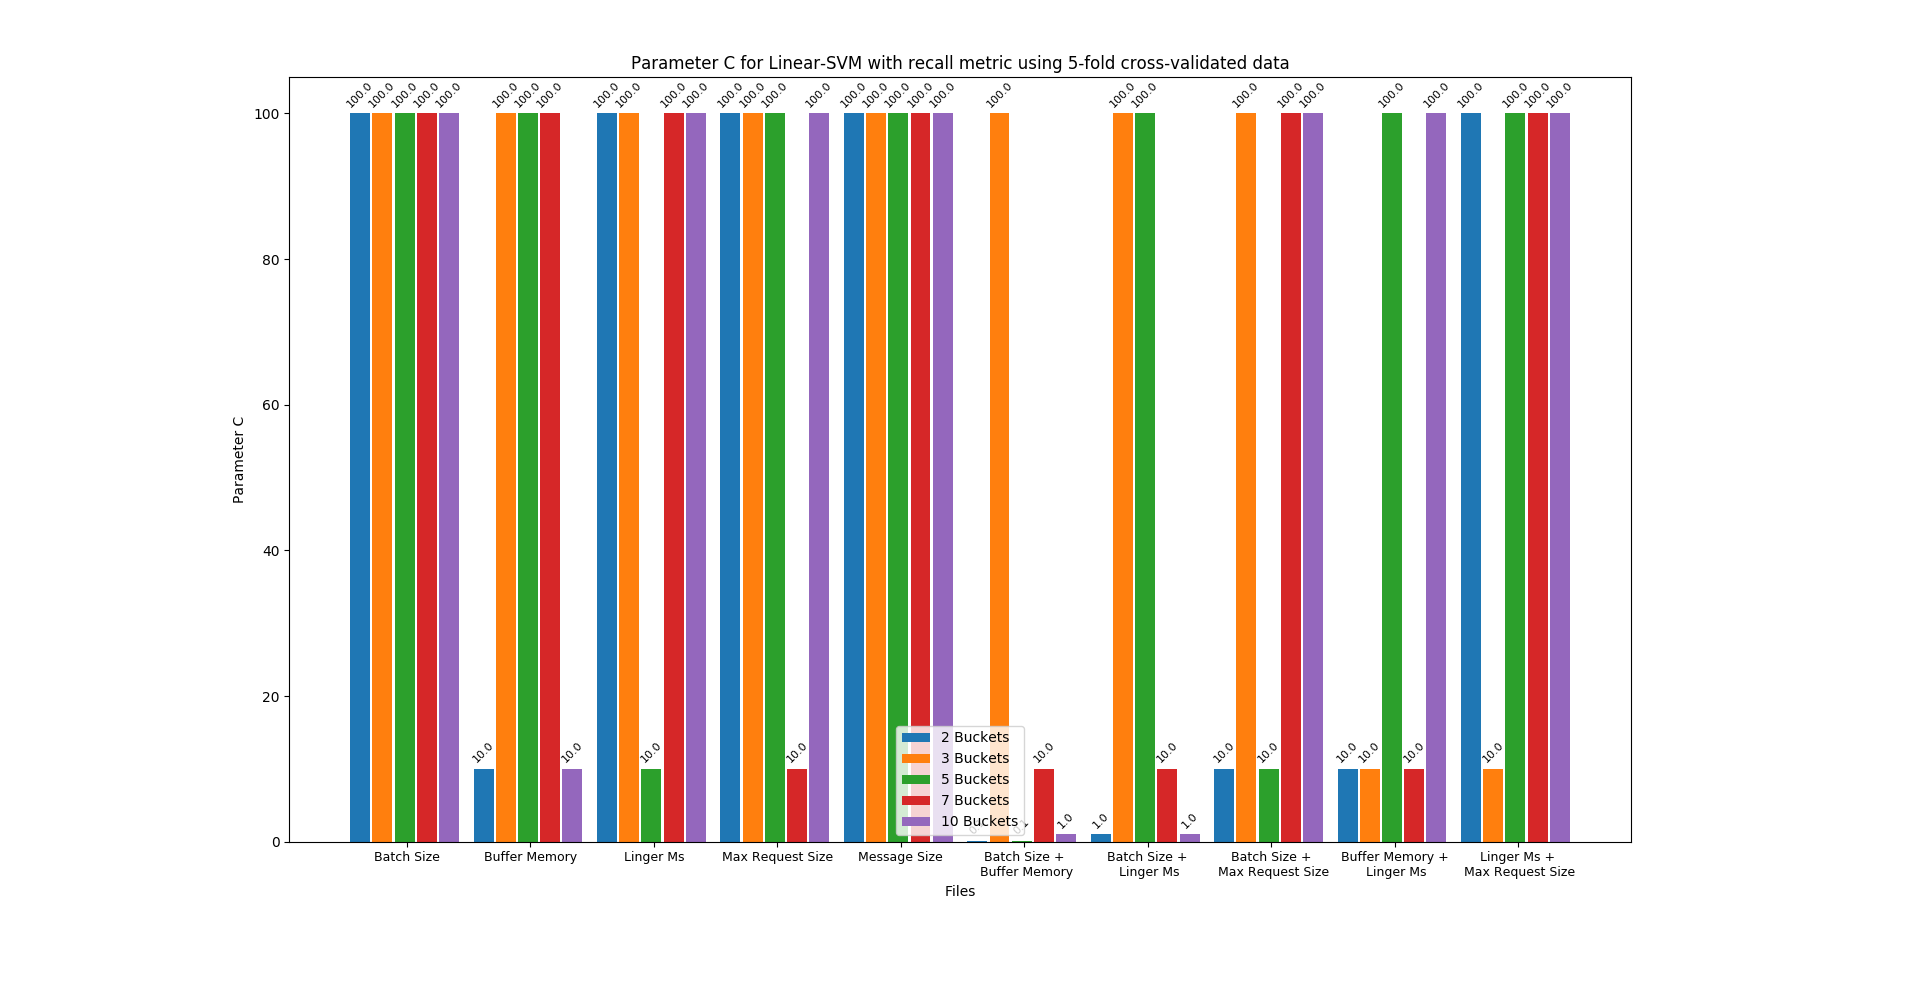 Parameter C for Linear-SVM with recall metric using 5-fold cross-validated data
100.0 100.0 100.0 100.0 100.0 100.0 100.0 100.0 100.0 100.0 100.0 100.0 100.0 100.0 100.0 100.0 100.0 100.0 100.0 100.0 100.0 100.0 100.0 100.0 100.0 100.0 100.0 100.0 100.0 100.0 100.0 100.0 100.0
10.0 10.0 10.0 10.0 10.0 10.0 10.0 10.0 10.0 10.0 10.0 10.0
1.0 1.0 1.0
100
80
60
40
20
0
Parameter C
2 Buckets
3 Buckets
5 Buckets
7 Buckets
10 Buckets
Batch Size
Buffer Memory
Linger Ms
Max Request Size
Message Size
Batch Size +
Buffer Memory
Batch Size +
Linger Ms
Batch Size +
Max Request Size
Buffer Memory +
Linger Ms
Linger Ms +
Max Request Size
Files